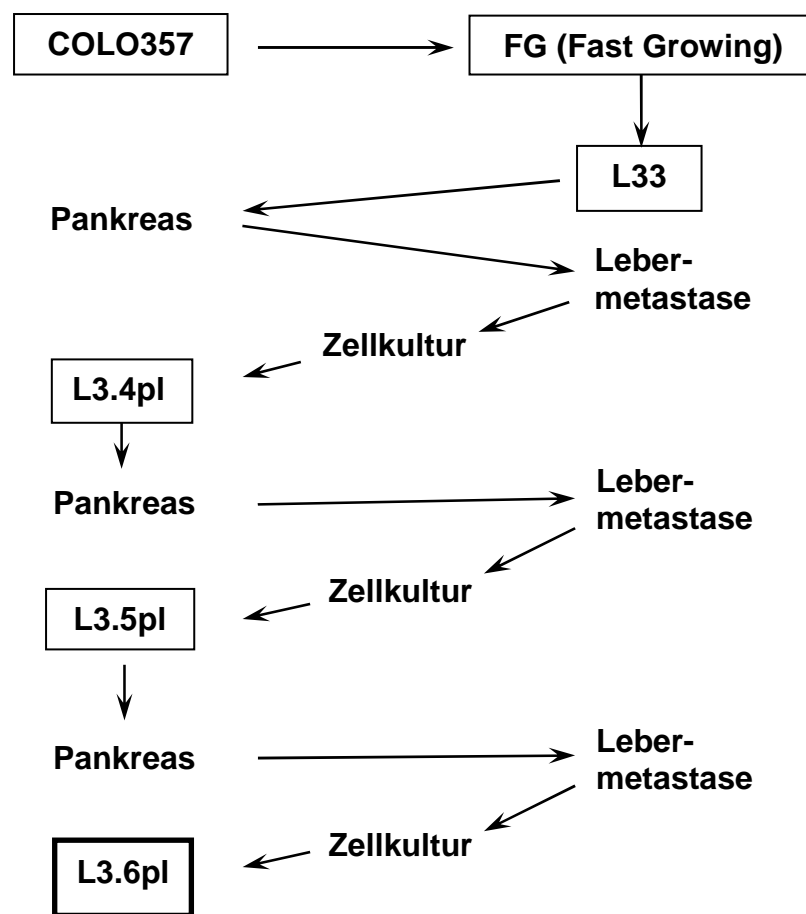 COLO357
FG (Fast Growing)
L33
Pankreas
Leber-
metastase
Zellkultur
L3.4pl
Pankreas
Leber-
metastase
Zellkultur
L3.5pl
Pankreas
Leber-
metastase
Zellkultur
L3.6pl